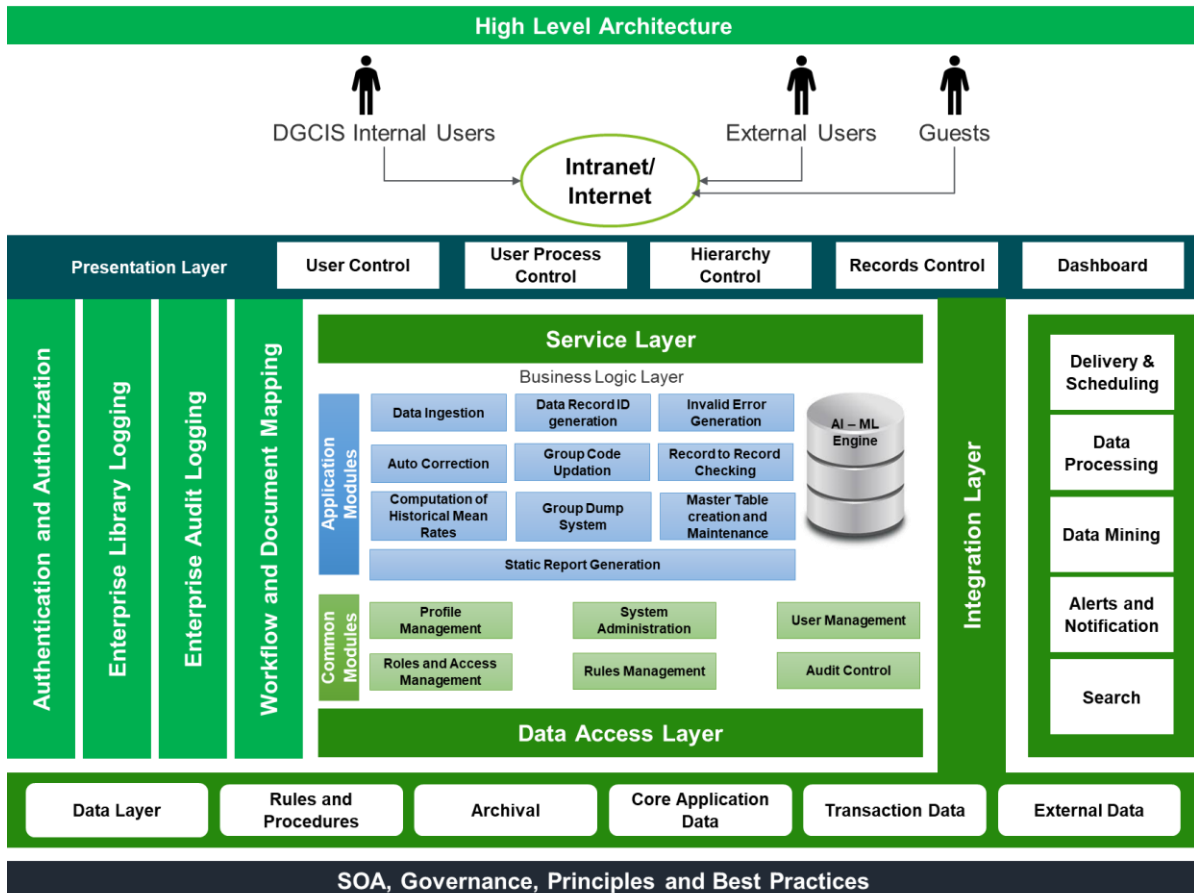 High Level Architecture
DGCIS Internal Users
External Users
Guests
Intranet/
Internet
Presentation Layer
User Control
User Process
Control
Hierarchy
Control
Records Control
Dashboard
Authentication and Authorization
Enterprise Library Logging
Enterprise Audit Logging
Workflow and Document Mapping
Service Layer
Business Logic Layer
Application
Modules
Data Ingestion
Data Record ID
generation
Invalid Error
Generation
Auto Correction
Group Code
Updation
Record to Record
Checking
Computation of
Historical Mean
Rates
Group Dump
System
Master Table
creation and
Maintenance
Static Report Generation
AI – ML
Engine
Common
Modules
Profile
Management
System
Administration
User Management
Roles and Access
Management
Rules Management
Audit Control
Data Access Layer
Integration Layer
Delivery &
Scheduling
Data
Processing
Data Mining
Alerts and
Notification
Search
Data Layer
Rules and
Procedures
Archival
Core Application
Data
Transaction Data
External Data
SOA, Governance, Principles and Best Practices